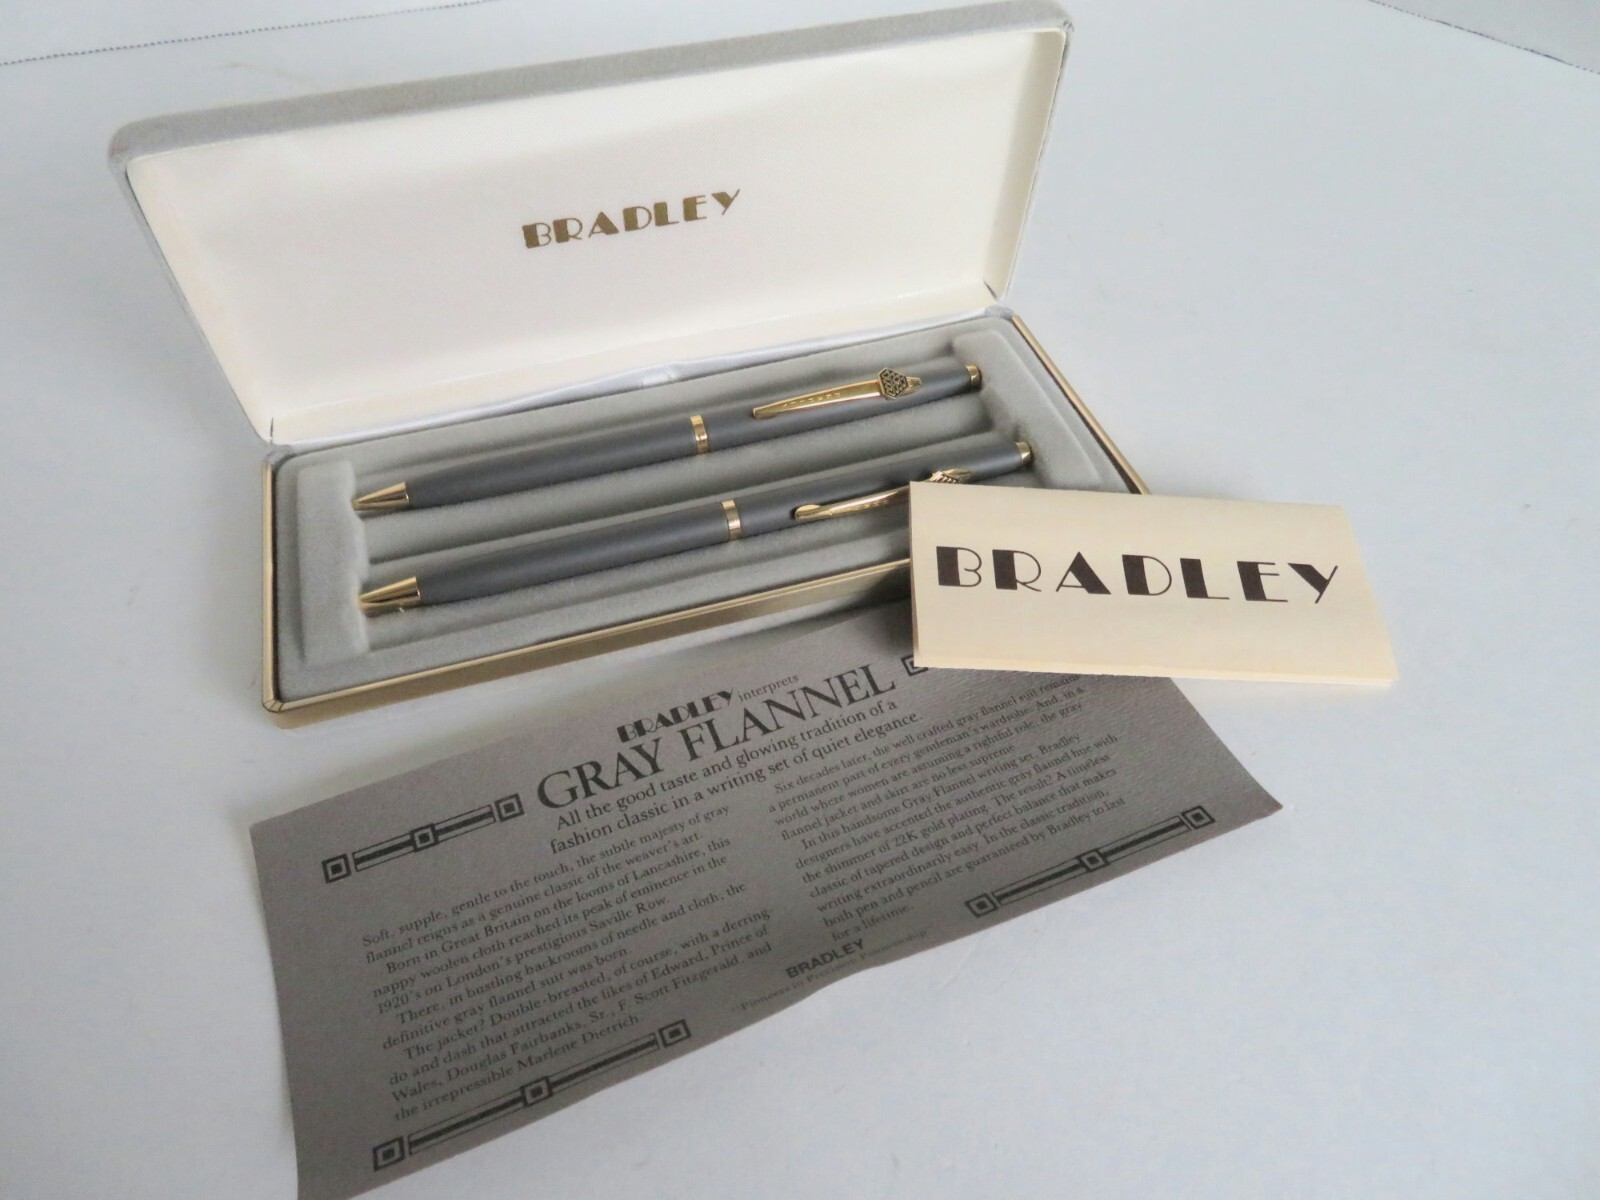 BRADLEY
BRADLEY
BRADLEY interprets
GRAY FLANNEL
All the good taste and glowing tradition of a
fashion classic in a writing set of quiet elegance.
Soft, supple, gentle to the touch, the subtle majesty of gray
flannel reigns as a genuine classic of the weaver's art.
Born in Great Britain on the looms of Lancashire, this
nappy woolen cloth reached its peak of eminence in the
1920's on London's prestigious Saville Row.
There, in bustling backrooms of needle and cloth, the
definitive gray flannel suit was born.
The jacket? Double-breasted, of course, with a derring-
do and dash that attracted the likes of Edward, Prince of
Wales, Douglas Fairbanks, Sr., F. Scott Fitzgerald, and
the irrepressible Marlene Dietrich.
Six decades later, the well crafted gray flannel suit remains
a permanent part of every gentleman's wardrobe. And, in a
world where women are assuming a rightful role, the gray
flannel jacket and skirt are no less supreme.
In this handsome Gray Flannel writing set, Bradley
designers have accented the authentic gray flannel hue with
the shimmer of 22K gold plating. The result? A timeless
classic of tapered design and perfect balance that makes
writing extraordinarily easy. In the classic tradition,
both pen and pencil are guaranteed by Bradley to last
for a lifetime.
BRADLEY
"Pioneers in Precision Penmanship"